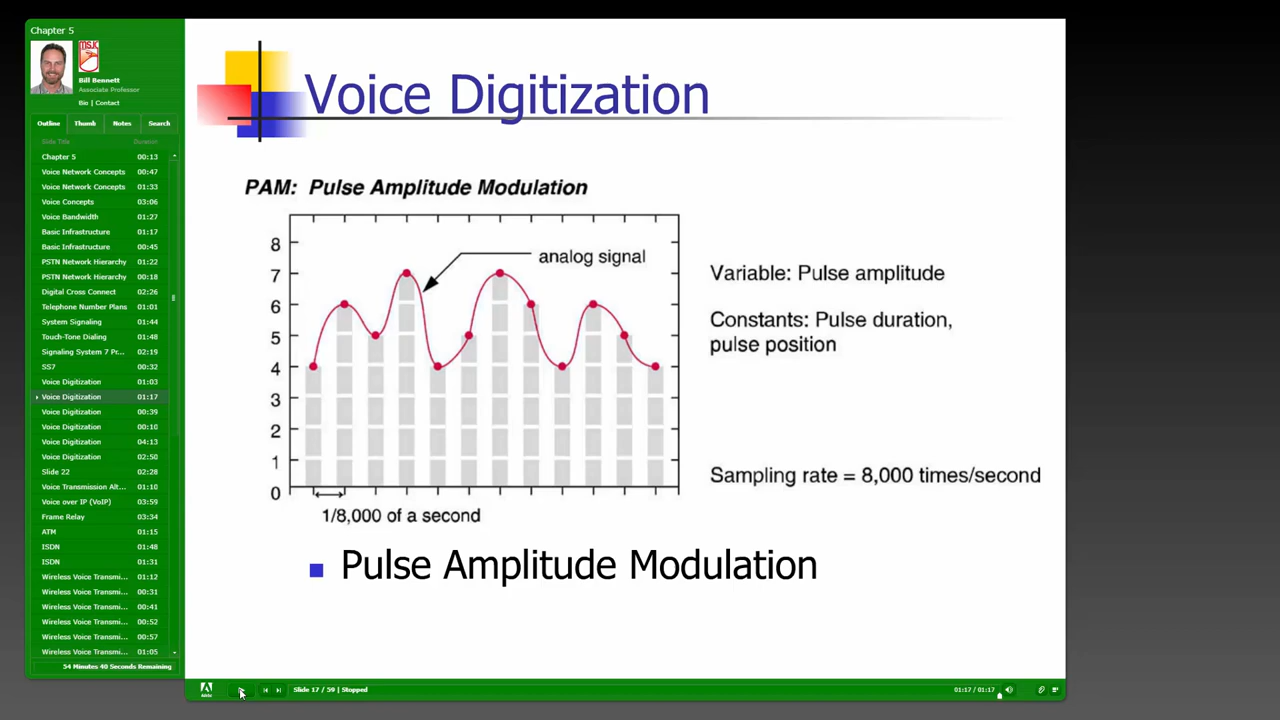 Chapter 5
Bill Bennett
Associate Professor
Bio | Contact
Outline Thumb Notes Search
Slide Title Duration
Chapter 5 00:13
Voice Network Concepts 00:47
Voice Network Concepts 01:33
Voice Concepts 03:06
Voice Bandwidth 01:27
Basic Infrastructure 01:17
Basic Infrastructure 00:45
PSTN Network Hierarchy 01:22
PSTN Network Hierarchy 00:18
Digital Cross Connect 02:26
Telephone Number Plans 01:01
System Signaling 01:44
Touch-Tone Dialing 00:48
Signaling System 7 Pr... 02:19
SS7 00:32
Voice Digitization 01:03
Voice Digitization 01:17
Voice Digitization 00:39
Voice Digitization 00:10
Voice Digitization 04:13
Voice Digitization 02:50
Slide 22 02:28
Voice Transmission Alt... 01:10
Voice over IP (VoIP) 03:59
Frame Relay 03:34
ATM 01:15
ISDN 01:48
ISDN 01:31
Wireless Voice Transmi... 01:12
Wireless Voice Transmi... 00:31
Wireless Voice Transmi... 00:41
Wireless Voice Transmi... 00:52
Wireless Voice Transmi... 00:57
Wireless Voice Transmi... 01:05
54 Minutes 40 Seconds Remaining
Voice Digitization
PAM: Pulse Amplitude Modulation
8
7
6
5
4
3
2
1
0
analog signal
1/8,000 of a second
Variable: Pulse amplitude
Constants: Pulse duration,
pulse position
Sampling rate = 8,000 times/second
Pulse Amplitude Modulation
Slide 17 / 59 | Stopped
01:17 / 01:17